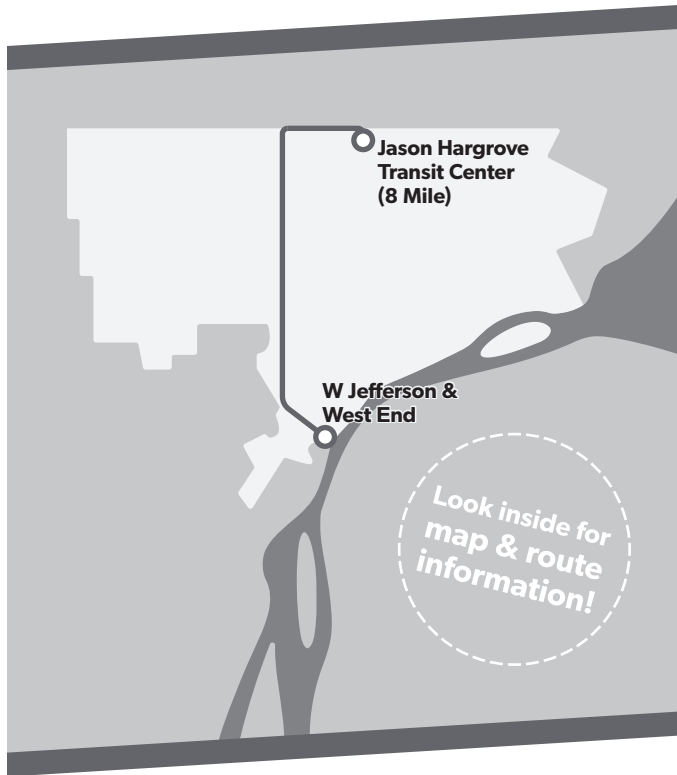 Jason Hargrove
Transit Center
(8 Mile)
W Jefferson &
West End
Look inside for
map & route
information!